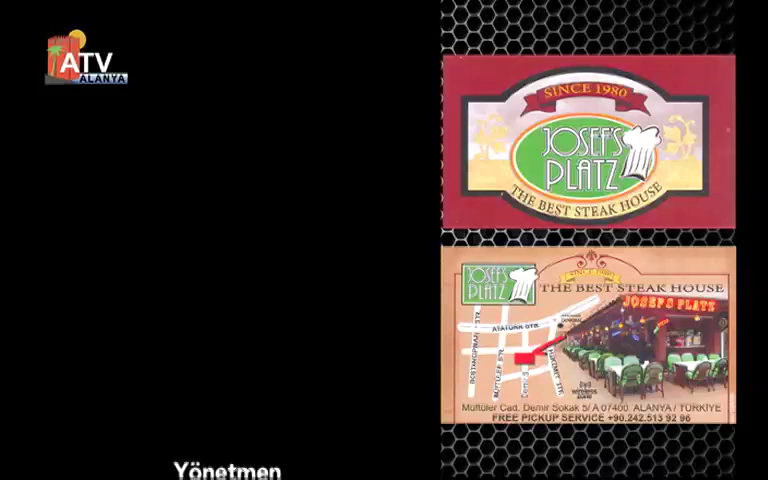 ATV
ALANYA
SINCE 1980
JOSEF'S
PLATZ
THE BEST STEAK HOUSE
JOSEF'S
PLATZ
SINCE 1980
THE BEST STEAK HOUSE
JOSEF'S PLATZ
ATATÜRK STR.
Müftüler Cad. Demir Sokak 5/ A 07400 ALANYA / TÜRKİYE
FREE PICKUP SERVICE +90.242.513 92 96
Yönetmen